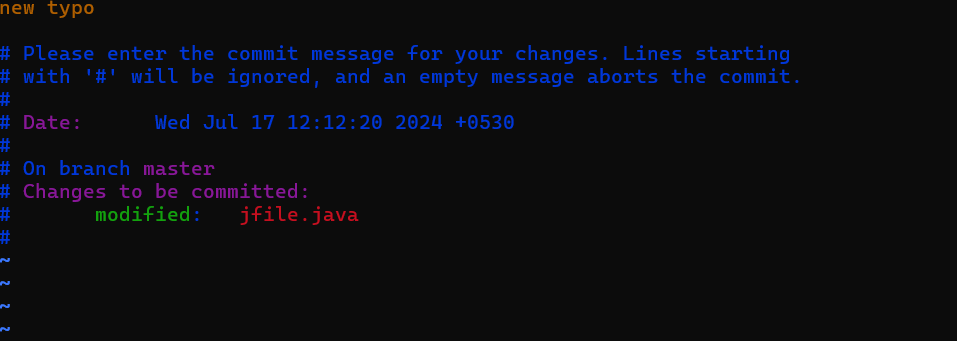 new typo
# Please enter the commit message for your changes. Lines starting
# with '#' will be ignored, and an empty message aborts the commit.
#
# Date:      Wed Jul 17 12:12:20 2024 +0530
#
# On branch master
# Changes to be committed:
#       modified:   jfile.java
#
~
~
~
~